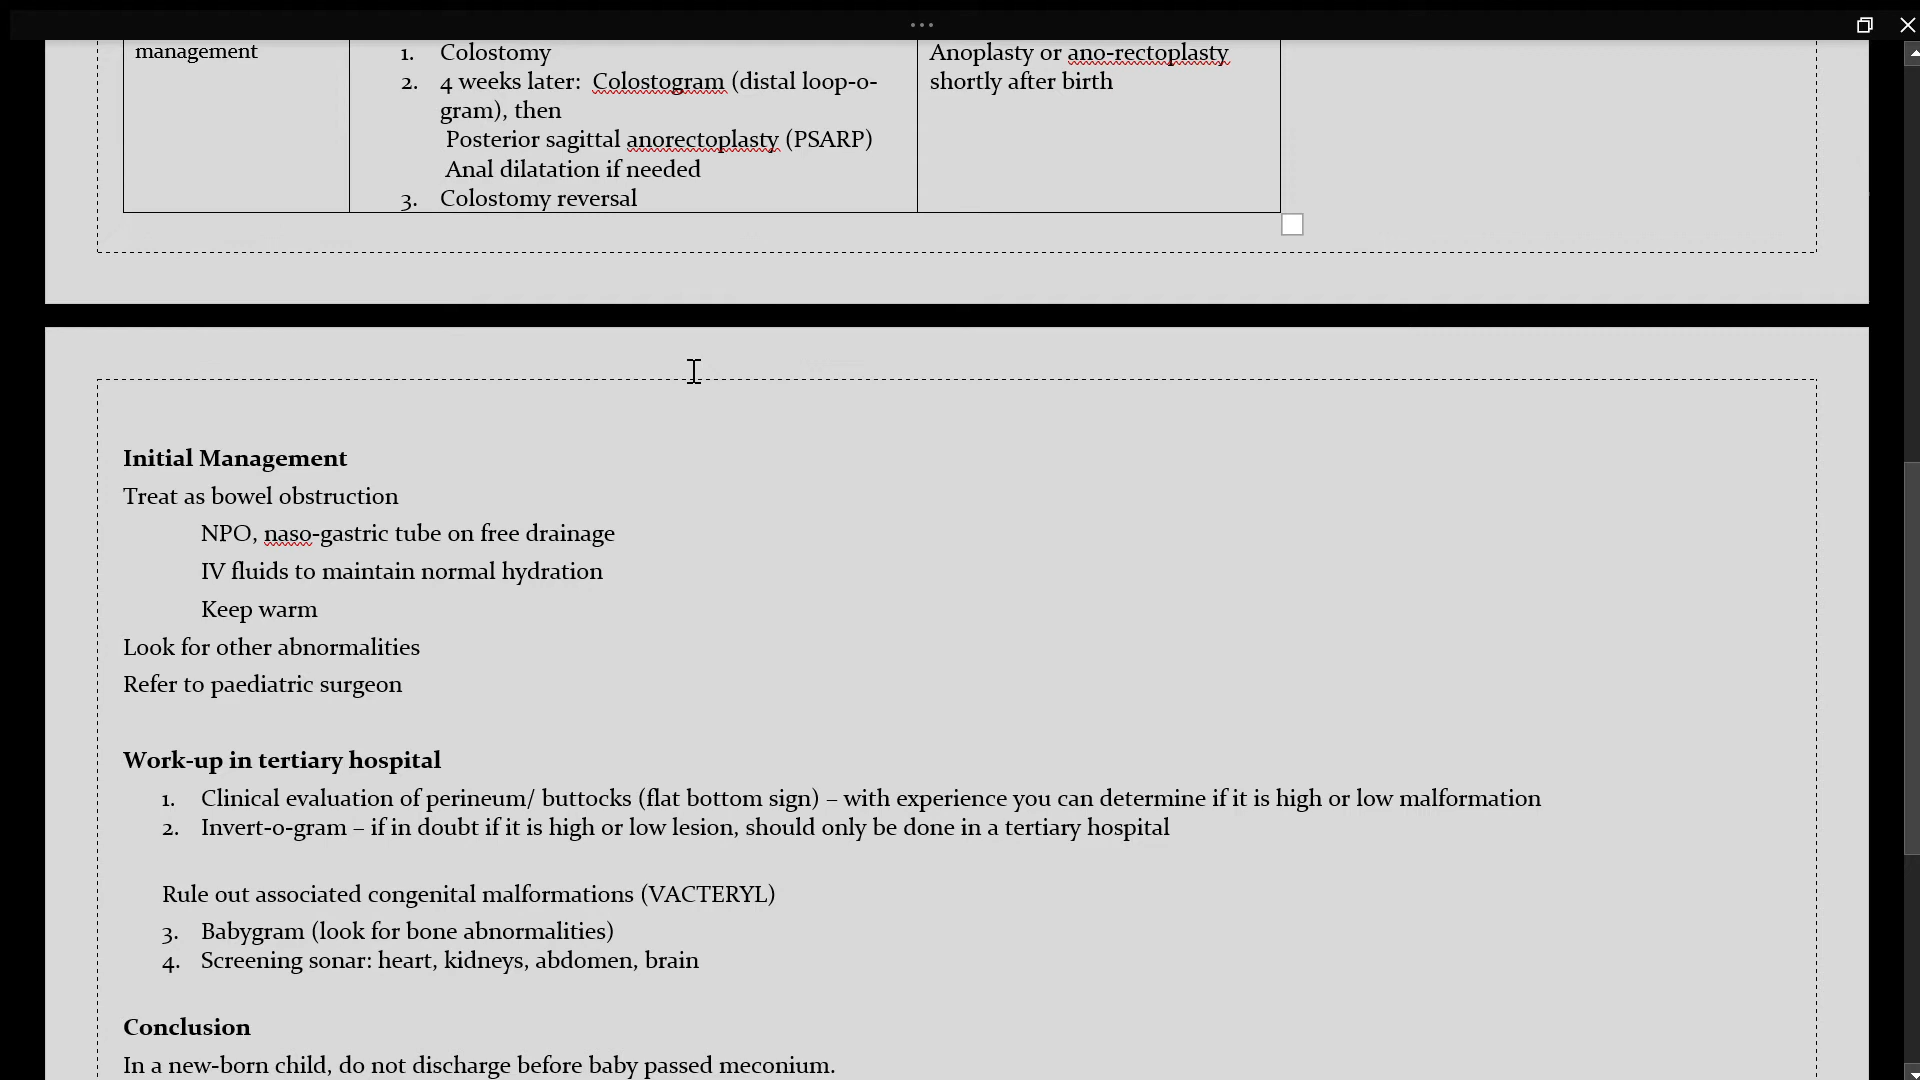 management
1. Colostomy
2. 4 weeks later: Colostogram (distal loop-o-
gram), then
Posterior sagittal anorectoplasty (PSARP)
Anal dilatation if needed
3. Colostomy reversal
Anoplasty or ano-rectoplasty
shortly after birth
Initial Management
Treat as bowel obstruction
NPO, naso-gastric tube on free drainage
IV fluids to maintain normal hydration
Keep warm
Look for other abnormalities
Refer to paediatric surgeon
Work-up in tertiary hospital
1. Clinical evaluation of perineum/ buttocks (flat bottom sign) – with experience you can determine if it is high or low malformation
2. Invert-o-gram – if in doubt if it is high or low lesion, should only be done in a tertiary hospital
Rule out associated congenital malformations (VACTERYL)
3. Babygram (look for bone abnormalities)
4. Screening sonar: heart, kidneys, abdomen, brain
Conclusion
In a new-born child, do not discharge before baby passed meconium.